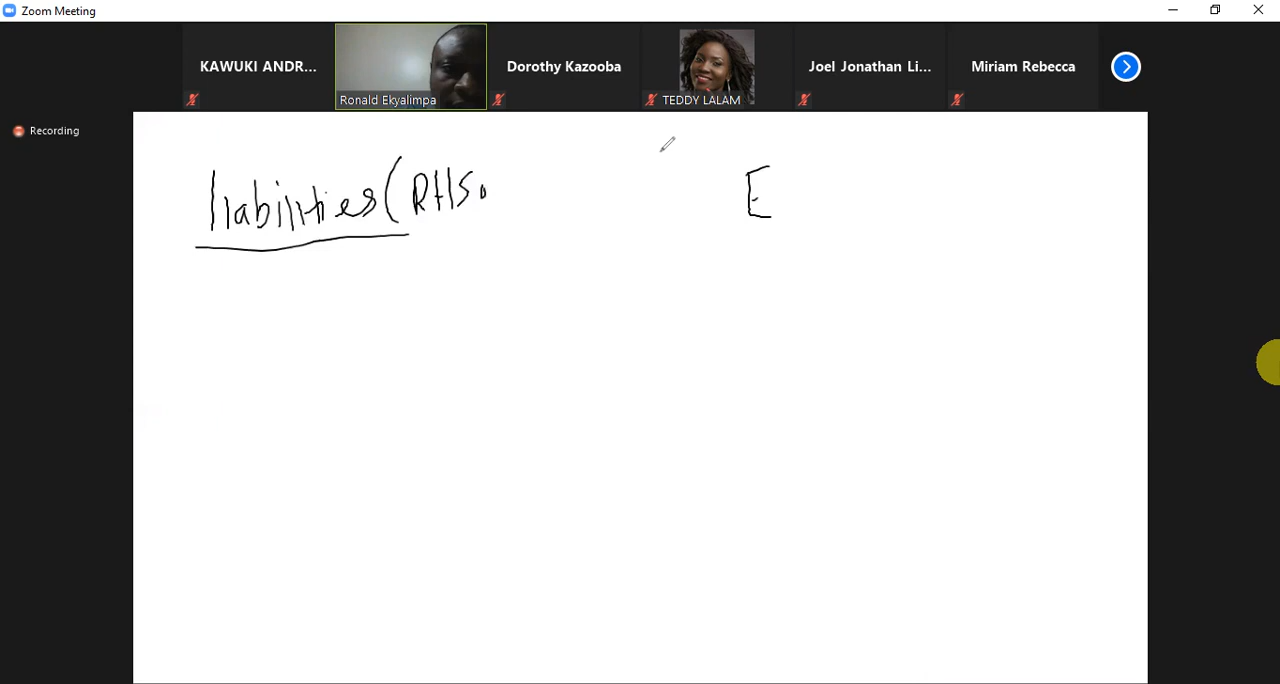 Zoom Meeting
KAWUKI ANDR...
Ronald Ekyalimpa
Dorothy Kazooba
TEDDY LALAM
Joel Jonathan Li...
Miriam Rebecca
Recording
liabilities (RHS. E